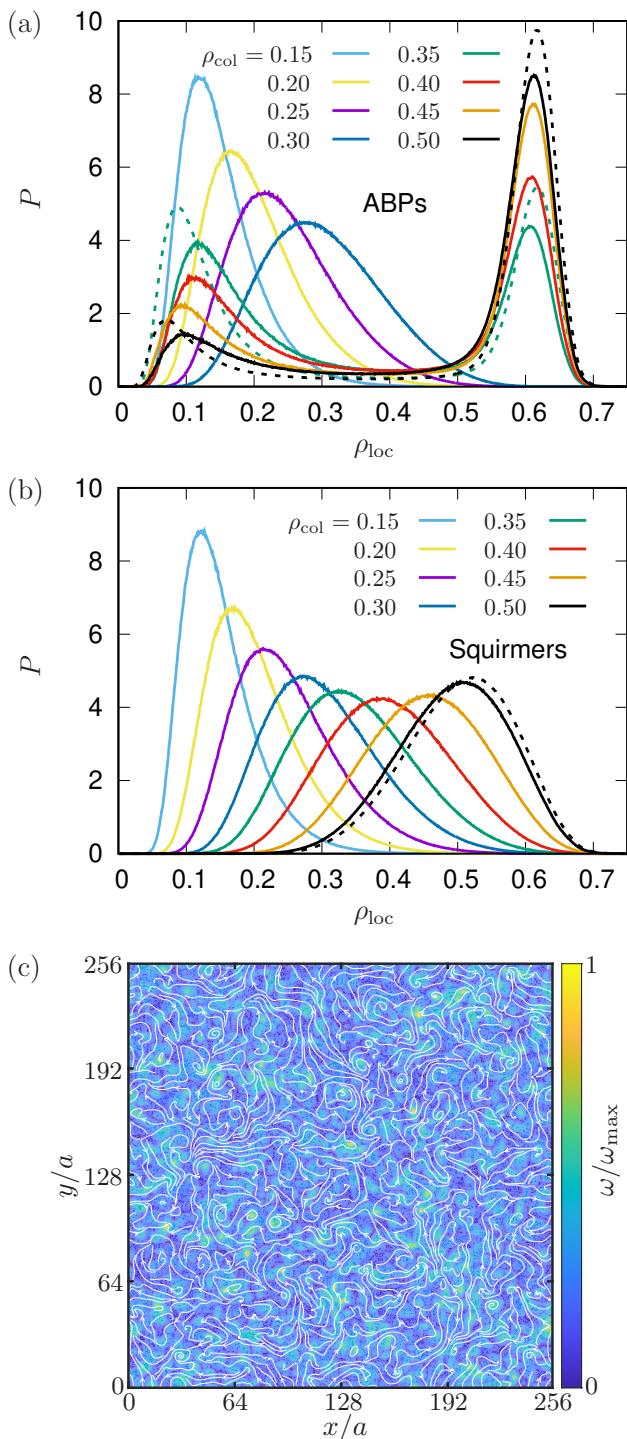 (a)
10
8
6
4
2
0
P
ρcol = 0.15 0.35
0.20 0.40
0.25 0.45
0.30 0.50
ABPs
0 0.1 0.2 0.3 0.4 0.5 0.6 0.7
ρloc
(b)
10
8
6
4
2
0
P
ρcol = 0.15 0.35
0.20 0.40
0.25 0.45
0.30 0.50
Squirmers
0 0.1 0.2 0.3 0.4 0.5 0.6 0.7
ρloc
(c)
256
192
128
64
0
y/a
0 64 128 192 256
x/a
1
0
ω/ωmax